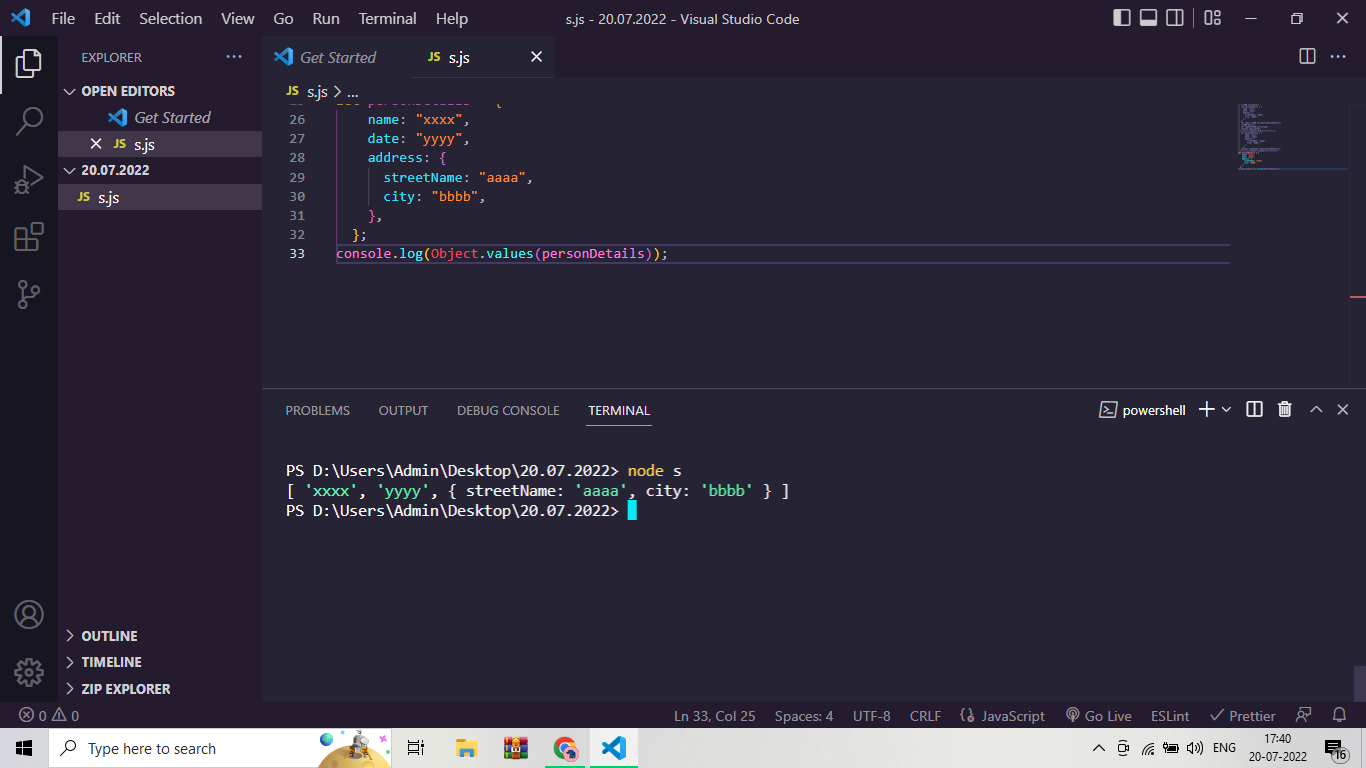 File Edit Selection View Go Run Terminal Help
s.js - 20.07.2022 - Visual Studio Code
EXPLORER
OPEN EDITORS
Get Started
JS s.js
20.07.2022
JS s.js
OUTLINE
TIMELINE
ZIP EXPLORER
Get Started
JS s.js
JS s.js > ...
26 name: "xxxx",
27 date: "yyyy",
28 address: {
29 streetName: "aaaa",
30 city: "bbbb",
31 },
32 };
33 console.log(Object.values(personDetails));
PROBLEMS OUTPUT DEBUG CONSOLE TERMINAL
powershell
PS D:\Users\Admin\Desktop\20.07.2022> node s
[ 'xxxx', 'yyyy', { streetName: 'aaaa', city: 'bbbb' } ]
PS D:\Users\Admin\Desktop\20.07.2022>
0 0
Ln 33, Col 25 Spaces: 4 UTF-8 CRLF JavaScript Go Live ESLint Prettier
Type here to search
ENG
17:40
20-07-2022
16